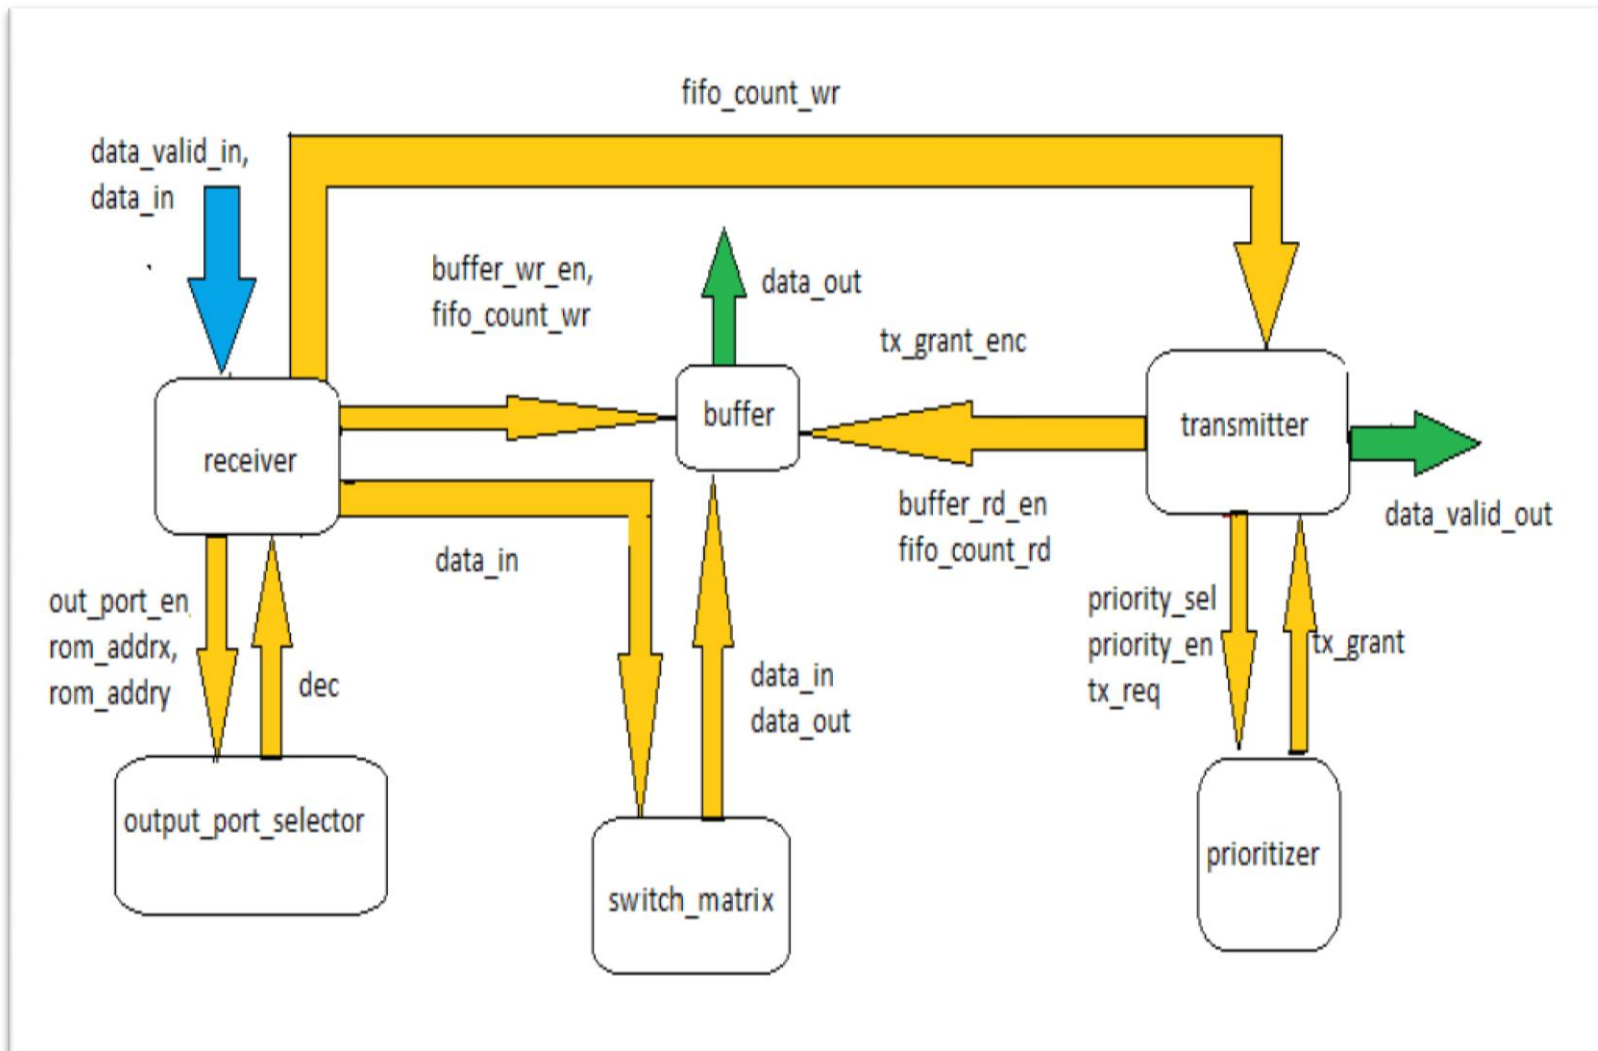 fifo_count_wr
data_valid_in,
data_in
buffer_wr_en,
fifo_count_wr
data_out
tx_grant_enc
buffer
transmitter
receiver
buffer_rd_en
fifo_count_rd
data_valid_out
data_in
out_port_en,
rom_addrx,
rom_addry
dec
data_in
data_out
priority_sel
priority_en
tx_req
tx_grant
output_port_selector
switch_matrix
prioritizer